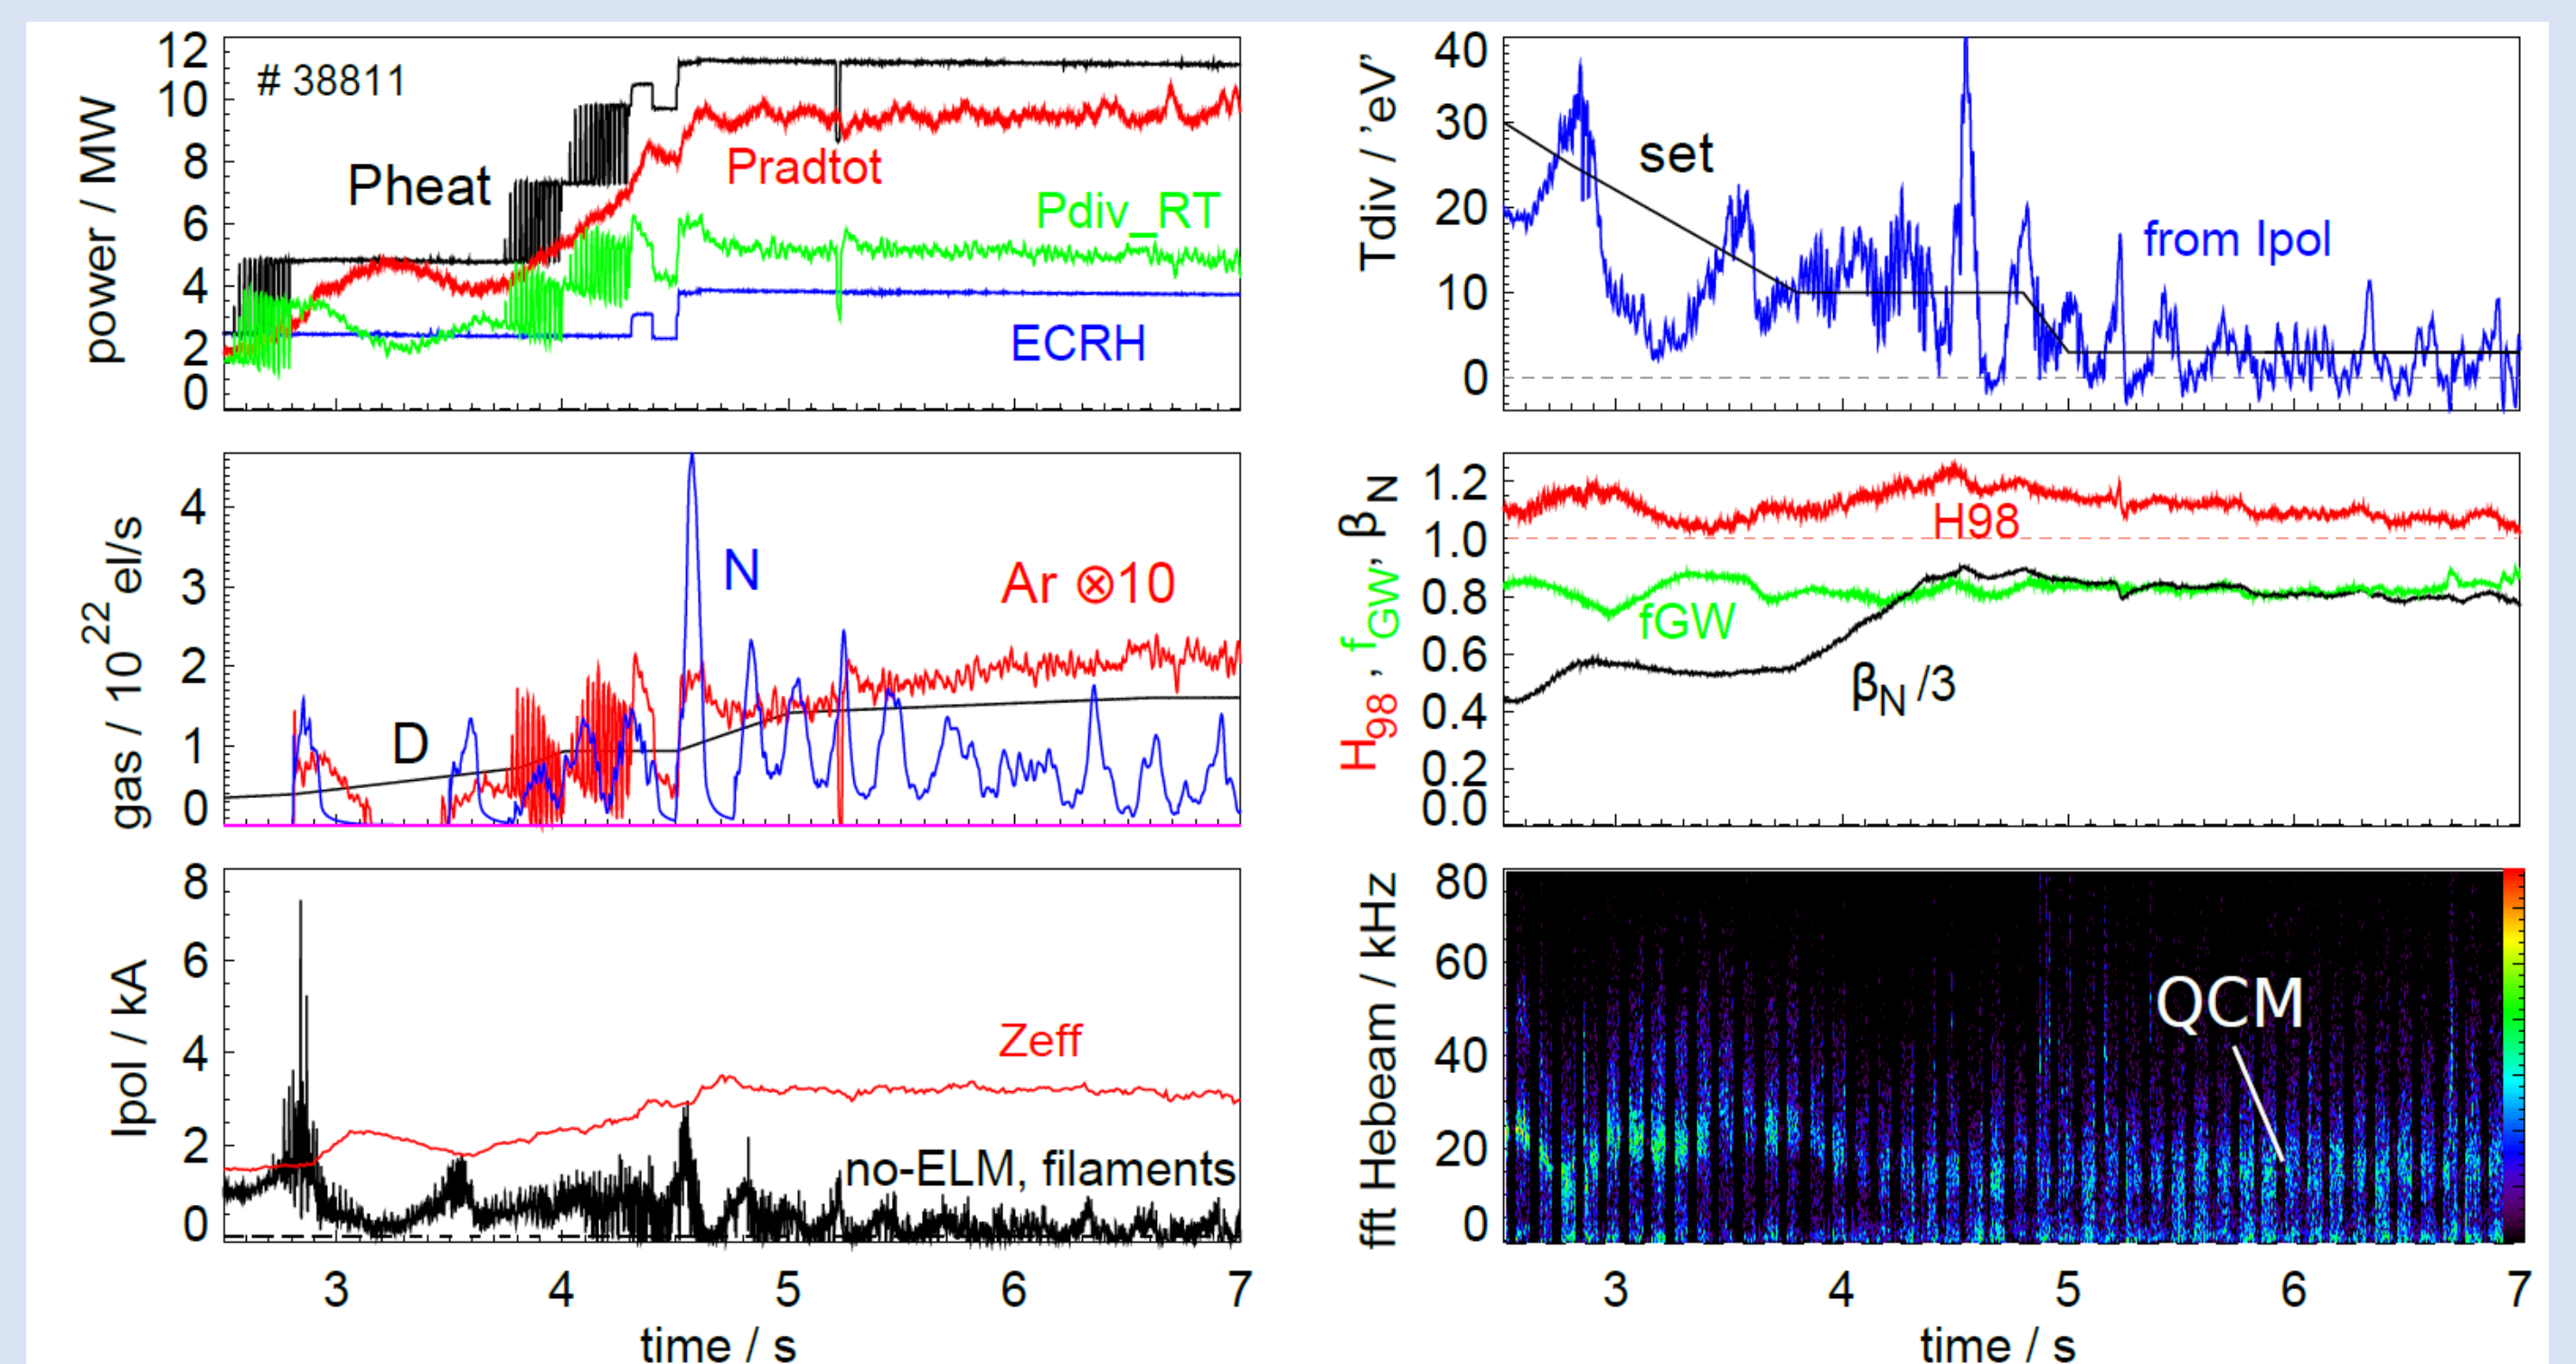 12
10
8
6
4
2
0
power / MW
# 38811
Pheat
Pradtot
Pdiv_RT
ECRH
40
30
20
10
0
Tdiv / 'eV'
set
from Ipol
4
3
2
1
0
gas / 10^22 el/s
D
N
Ar ⊗10
1.2
1.0
0.8
0.6
0.4
0.2
0.0
H98 , fGW, βN
H98
fGW
βN /3
8
6
4
2
0
Ipol / kA
Zeff
no-ELM, filaments
3 4 5 6 7
time / s
80
60
40
20
0
fft Hebeam / kHz
QCM
3 4 5 6 7
time / s